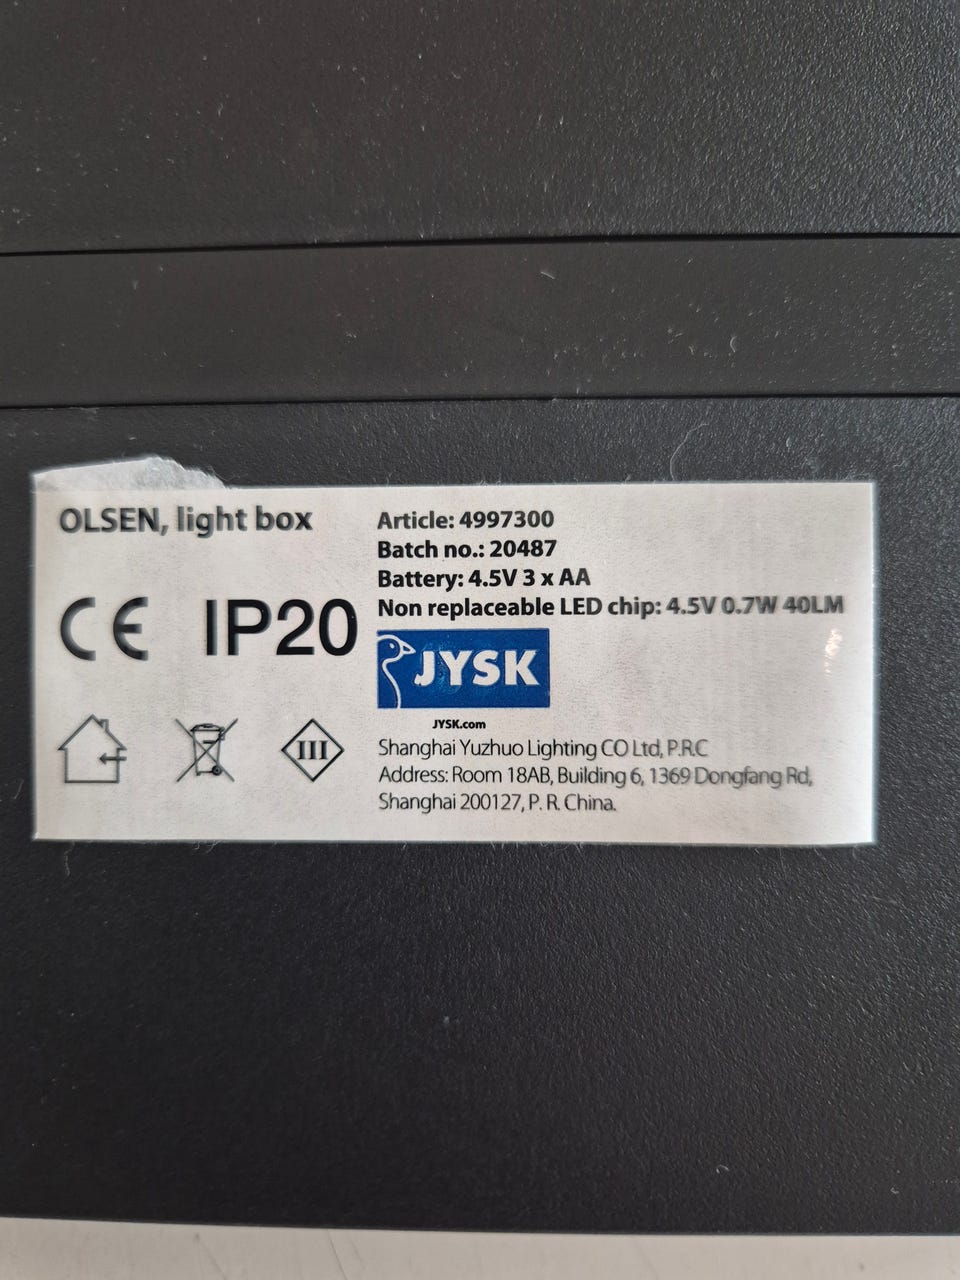 OLSEN, light box
CE IP20
III
Article: 4997300
Batch no.: 20487
Battery: 4.5V 3 x AA
Non replaceable LED chip: 4.5V 0.7W 40LM
JYSK
JYSK.com
Shanghai Yuzhuo Lighting CO Ltd, P.R.C
Address: Room 18AB, Building 6, 1369 Dongfang Rd,
Shanghai 200127, P. R. China.